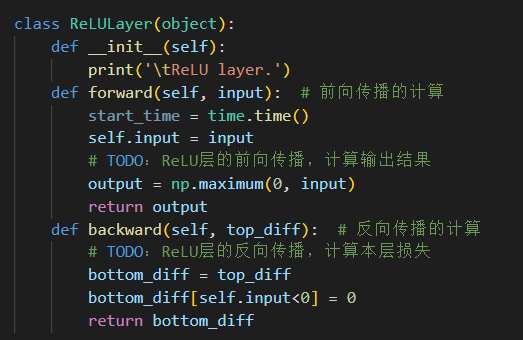 class ReLULayer(object):
    def __init__(self):
        print('\tReLU layer.')
    def forward(self, input):  # 前向传播的计算
        start_time = time.time()
        self.input = input
        # TODO：ReLU层的前向传播，计算输出结果
        output = np.maximum(0, input)
        return output
    def backward(self, top_diff):  # 反向传播的计算
        # TODO：ReLU层的反向传播，计算本层损失
        bottom_diff = top_diff
        bottom_diff[self.input<0] = 0
        return bottom_diff